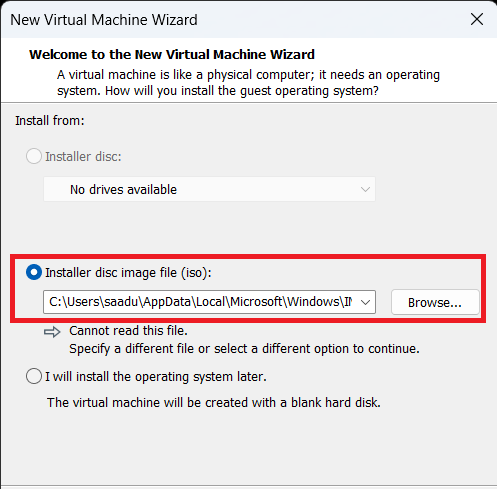 New Virtual Machine Wizard
Welcome to the New Virtual Machine Wizard
A virtual machine is like a physical computer; it needs an operating
system. How will you install the guest operating system?
Install from:
Installer disc:
No drives available
Installer disc image file (iso):
C:\Users\saadu\AppData\Local\Microsoft\Windows\IN
Browse...
Cannot read this file.
Specify a different file or select a different option to continue.
I will install the operating system later.
The virtual machine will be created with a blank hard disk.